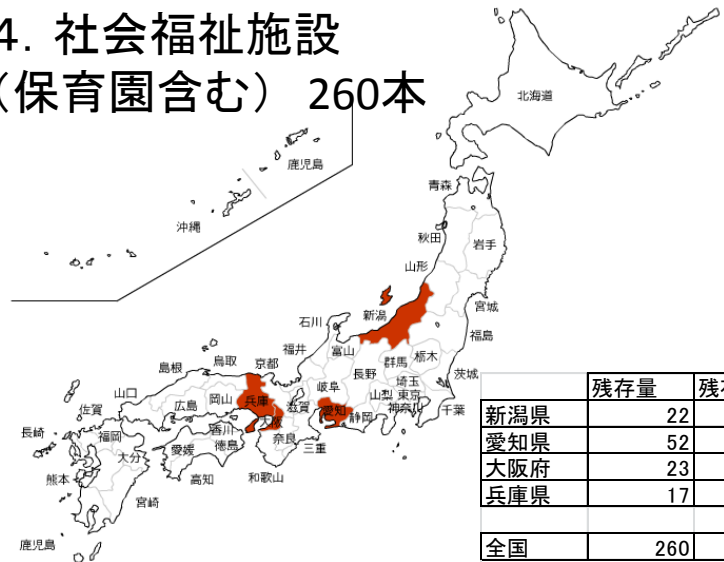 4. 社会福祉施設
（保育園含む） 260本
北海道
鹿児島
沖縄
青森
秋田
岩手
山形
宮城
新潟
福島
石川
富山
福井
群馬
栃木
長野
茨城
埼玉
岐阜
山梨 東京
神奈川
千葉
静岡
愛知
滋賀
三重
京都
鳥取
島根
兵庫
岡山
広島
大阪
奈良
和歌山
山口
香川
徳島
愛媛
高知
佐賀
長崎
福岡
大分
熊本
宮崎
鹿児島
残存量 残存
新潟県 22
愛知県 52
大阪府 23
兵庫県 17
全国 260